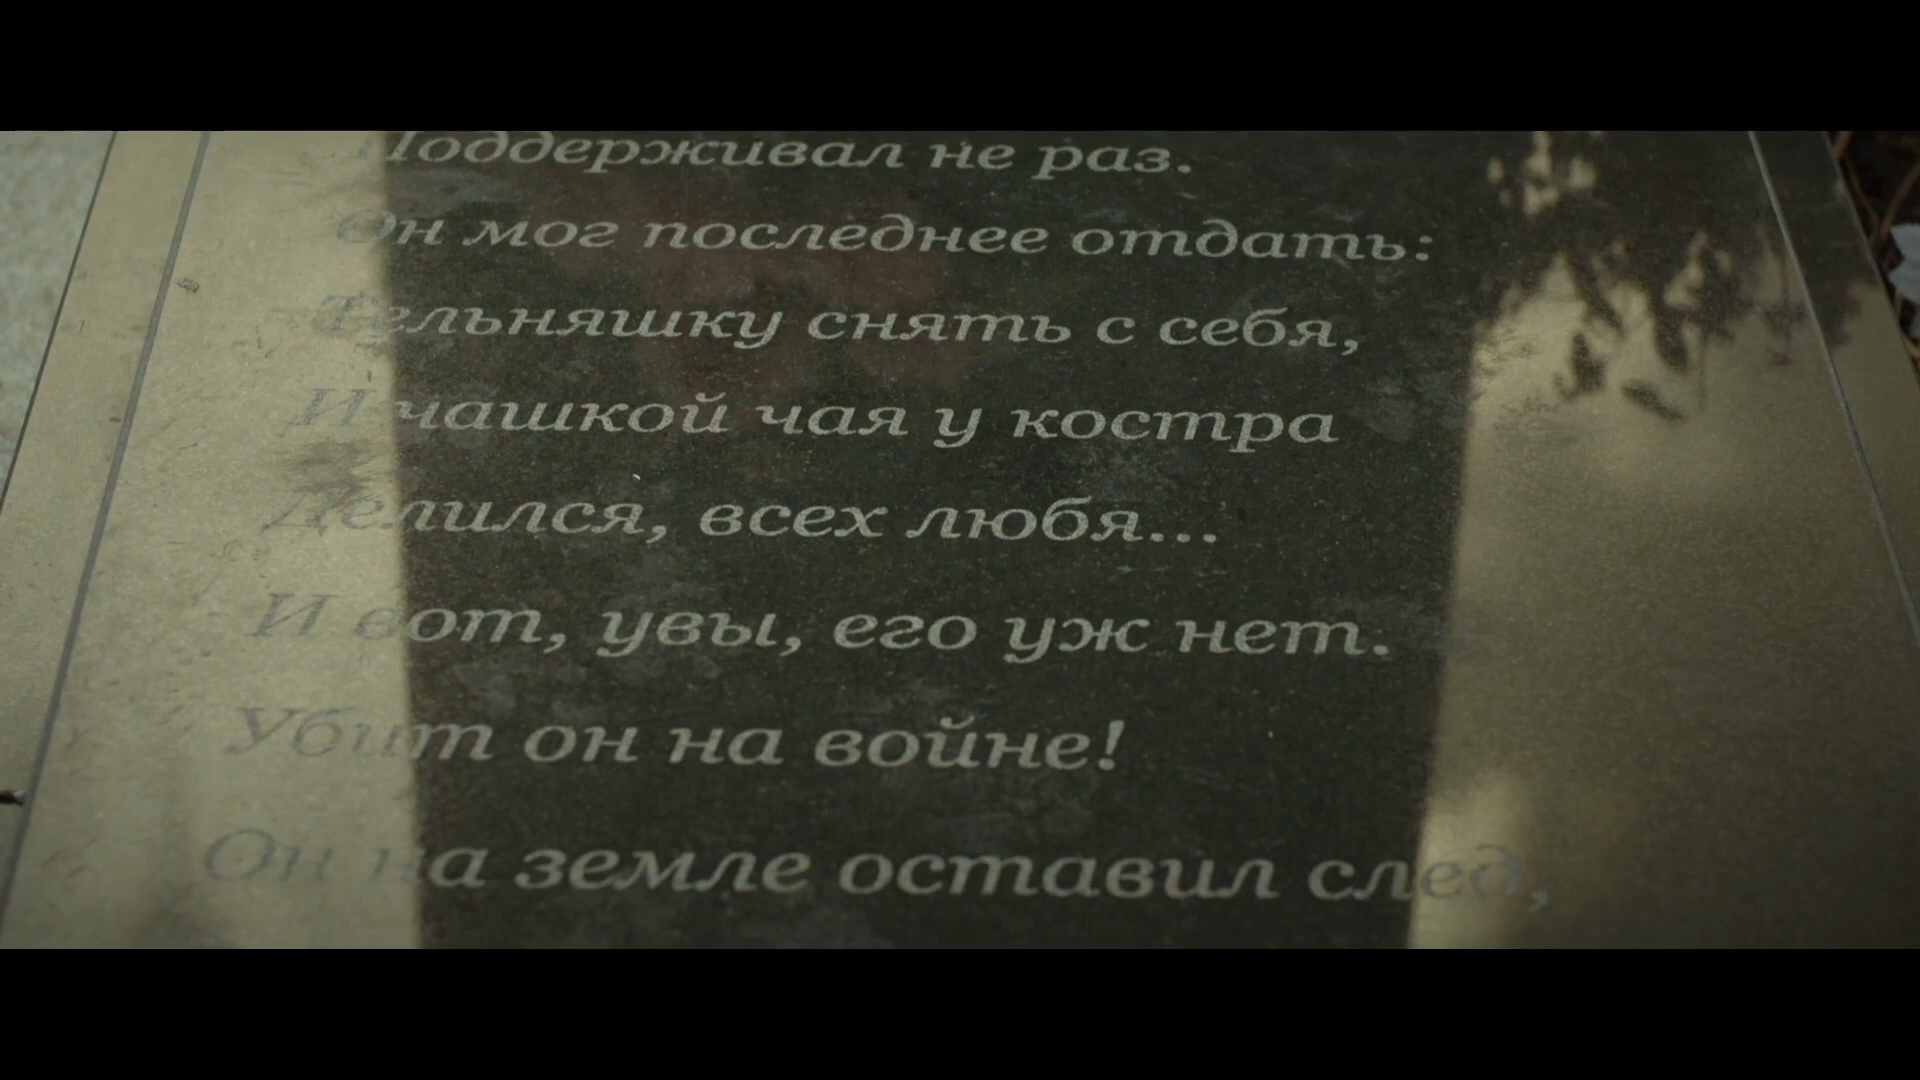 Поддерживал не раз.
Он мог последнее отдать:
Тельняшку снять с себя,
И чашкой чая у костра
Делился, всех любя...
И вот, увы, его уж нет.
Убит он на войне!
Он на земле оставил след,